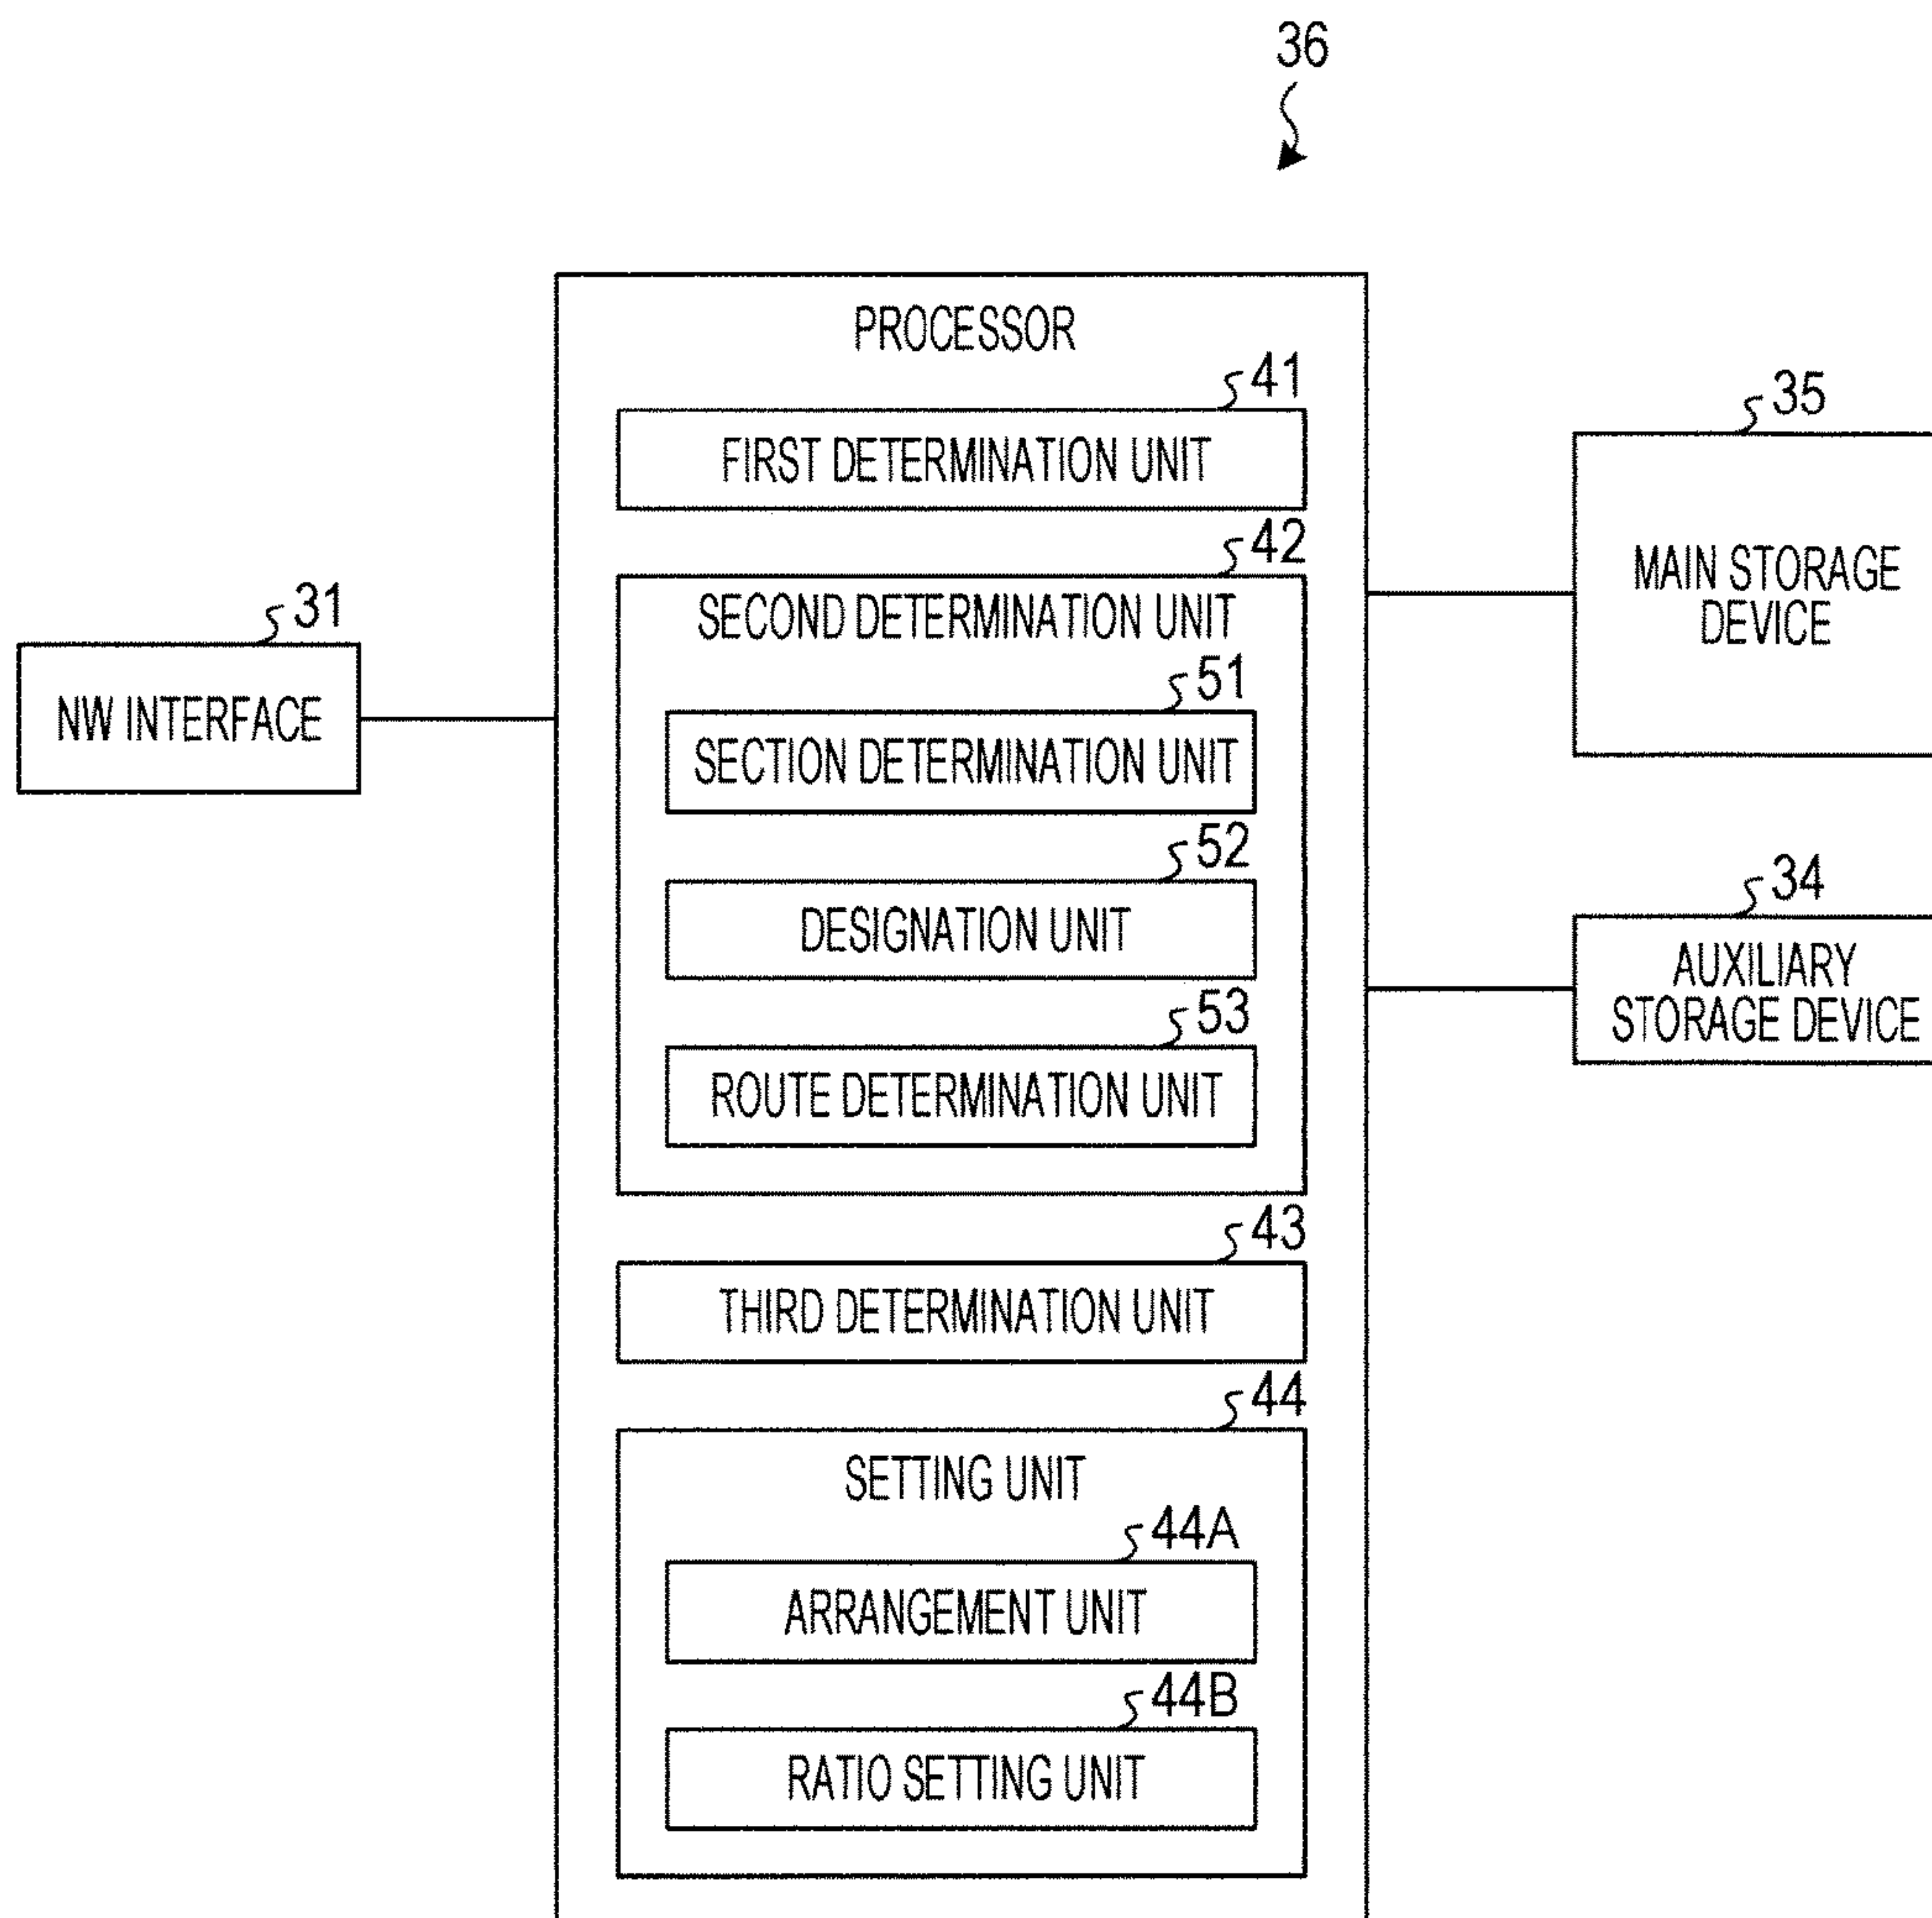 36
PROCESSOR
41
FIRST DETERMINATION UNIT
42
SECOND DETERMINATION UNIT
51
SECTION DETERMINATION UNIT
52
DESIGNATION UNIT
53
ROUTE DETERMINATION UNIT
43
THIRD DETERMINATION UNIT
44
SETTING UNIT
44A
ARRANGEMENT UNIT
44B
RATIO SETTING UNIT
31
NW INTERFACE
35
MAIN STORAGE
DEVICE
34
AUXILIARY
STORAGE DEVICE